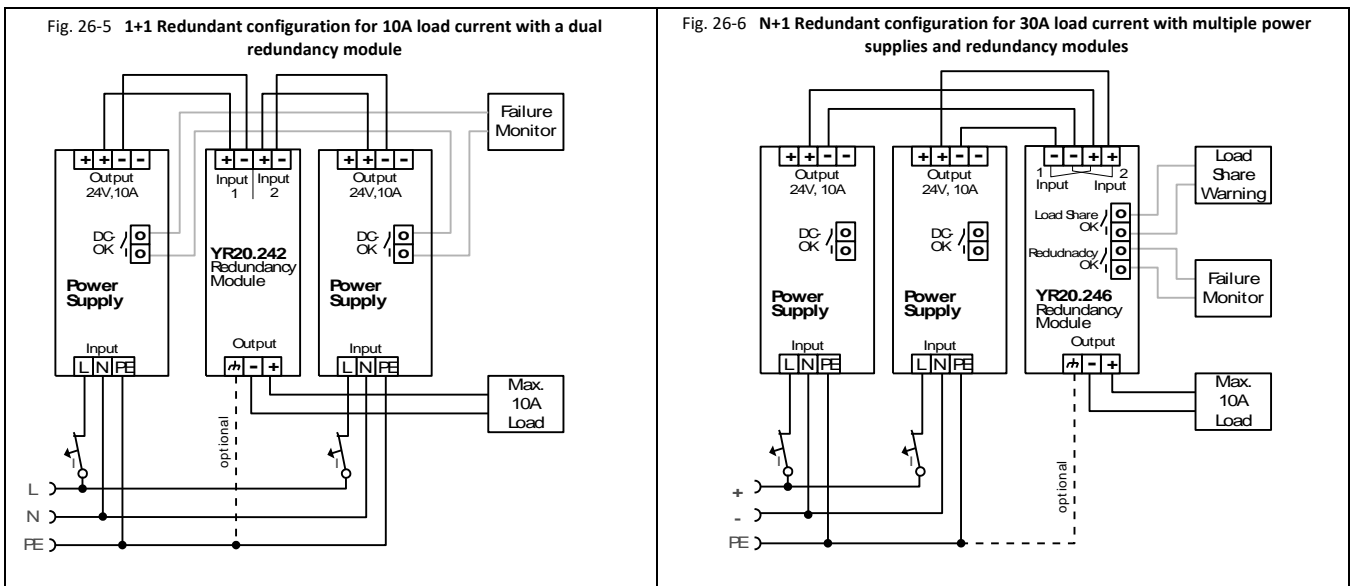 Fig. 26-5 1+1 Redundant configuration for 10A load current with a dual
redundancy module
Failure
Monitor
+ + - -
Output
24V,10A
DC-
OK
Power
Supply
Input
L N PE
+ - + -
Input
1
Input
2
YR20.242
Redundancy
Module
Output
- +
+ + - -
Output
24V,10A
DC-
OK
Power
Supply
Input
L N PE
Max.
10A
Load
optional
L
N
PE
I
I
Fig. 26-6 N+1 Redundant configuration for 30A load current with multiple power
supplies and redundancy modules
+ + - -
Output
24V, 10A
DC-
OK
Power
Supply
Input
L N PE
+ + - -
Output
24V, 10A
DC-
OK
Power
Supply
Input
L N PE
- - + +
1
Input
2
Input
Load Share
OK
Redudnadcy
OK
YR20.246
Redundancy
Module
Output
- +
Load
Share
Warning
Failure
Monitor
Max.
10A
Load
optional
+
-
PE
I
I